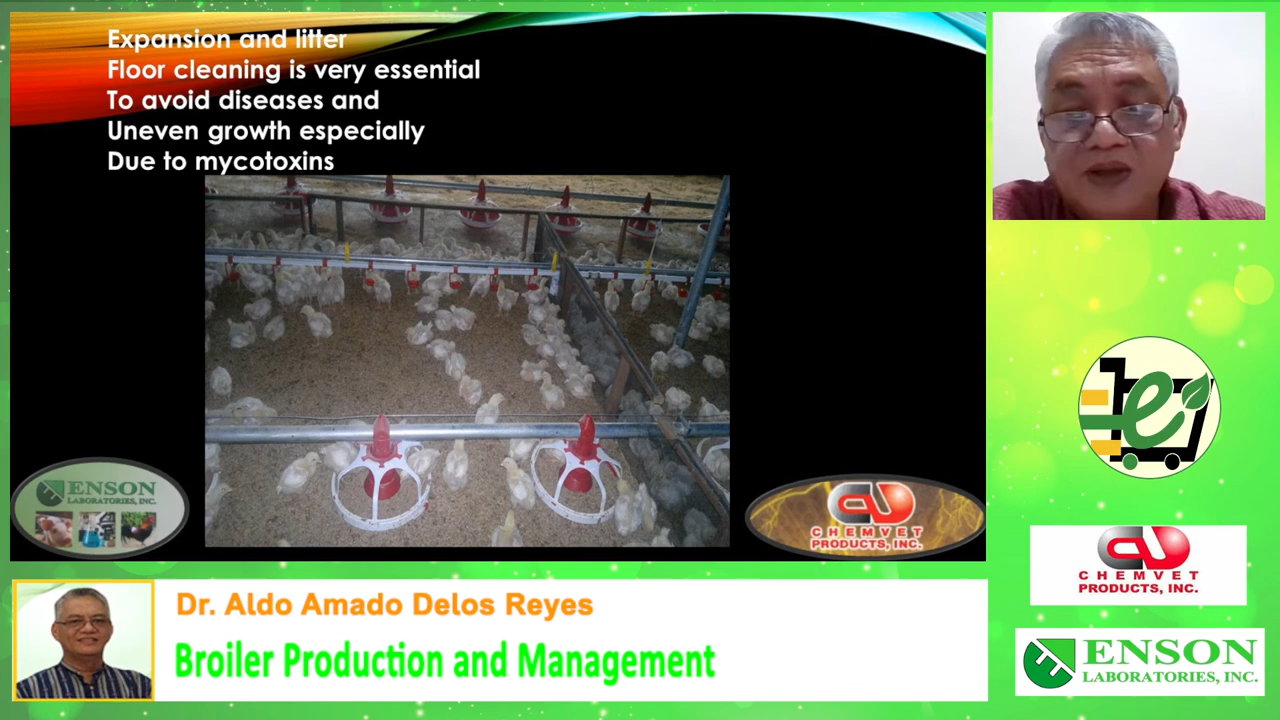 Expansion and litter
Floor cleaning is very essential
To avoid diseases and
Uneven growth especially
Due to mycotoxins
ENSON
LABORATORIES, INC.
CHEMVET
PRODUCTS, INC.
CHEMVET
PRODUCTS, INC.
ENSON
LABORATORIES, INC.
Dr. Aldo Amado Delos Reyes
Broiler Production and Management